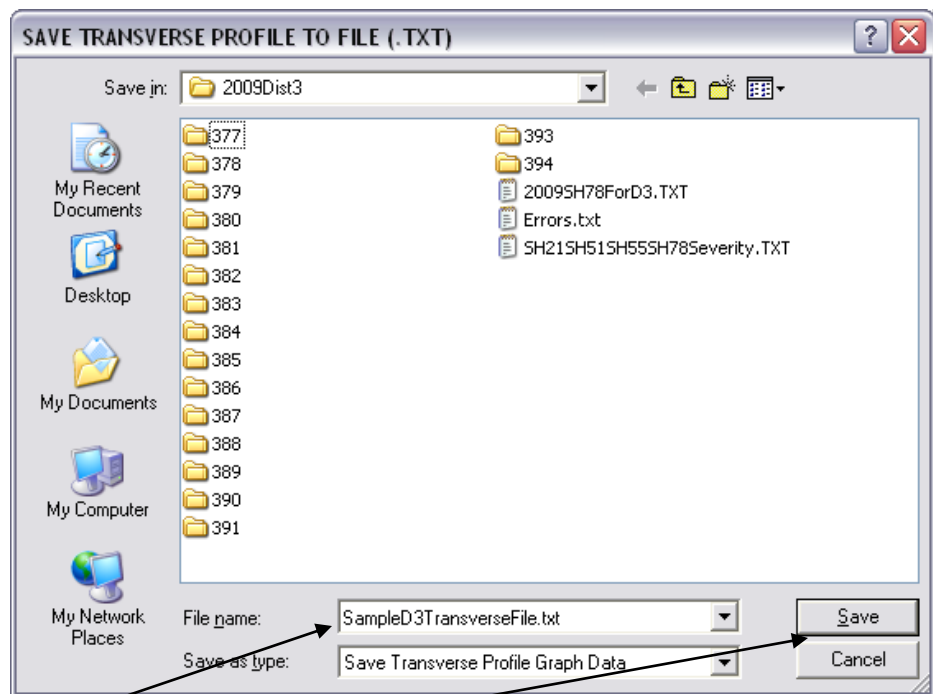 SAVE TRANSVERSE PROFILE TO FILE (.TXT)
Save in:
2009Dist3
My Recent
Documents
Desktop
My Documents
My Computer
My Network
Places
377
378
379
380
381
382
383
384
385
386
387
388
389
390
391
393
394
2009SH78ForD3.TXT
Errors.txt
SH21SH51SH55SH78Severity.TXT
File name:
SampleD3TransverseFile.txt
Save
Save as type:
Save Transverse Profile Graph Data
Cancel